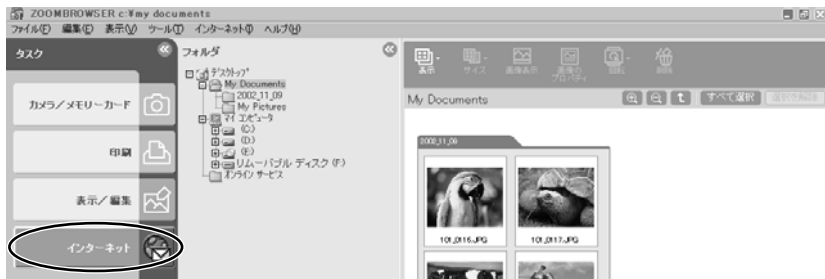 ZOOMBROWSER c:¥my documents
ファイル(F) 編集(E) 表示(V) ツール(T) インターネット(I) ヘルプ(H)
タスク
カメラ／メモリーカード
印刷
表示／編集
インターネット
フォルダ
デスクトップ
My Documents
2002_11_09
My Pictures
マイ コンピュータ
(C:)
(D:)
(E:)
リムーバブル ディスク (F:)
オンライン サービス
表示 サイズ 画像表示 画像の プロパティ 回転 削除
My Documents すべて選択
2002_11_09
101_0116.JPG 101_0117.JPG